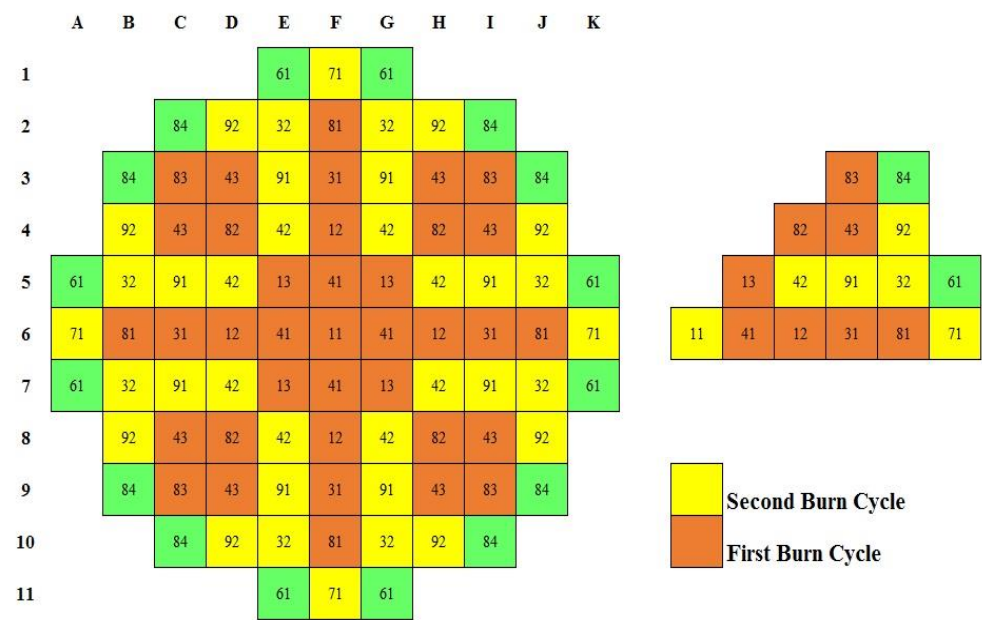 A B C D E F G H I J K
1 61 71 61
2 84 92 32 81 32 92 84
3 84 83 43 91 31 91 43 83 84 83 84
4 92 43 82 42 12 42 82 43 92 82 43 92
5 61 32 91 42 13 41 13 42 91 32 61 13 42 91 32 61
6 71 81 31 12 41 11 41 12 31 81 71 11 41 12 31 81 71
7 61 32 91 42 13 41 13 42 91 32 61
8 92 43 82 42 12 42 82 43 92
9 84 83 43 91 31 91 43 83 84
Second Burn Cycle
10 84 92 32 81 32 92 84
First Burn Cycle
11 61 71 61